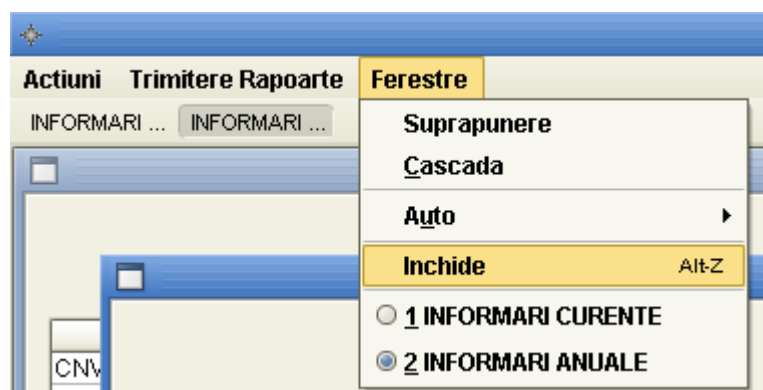 Actiuni Trimitere Rapoarte Ferestre
INFORMARI ... INFORMARI ...
Suprapunere
Cascada
Auto
Inchide Alt-Z
1 INFORMARI CURENTE
2 INFORMARI ANUALE